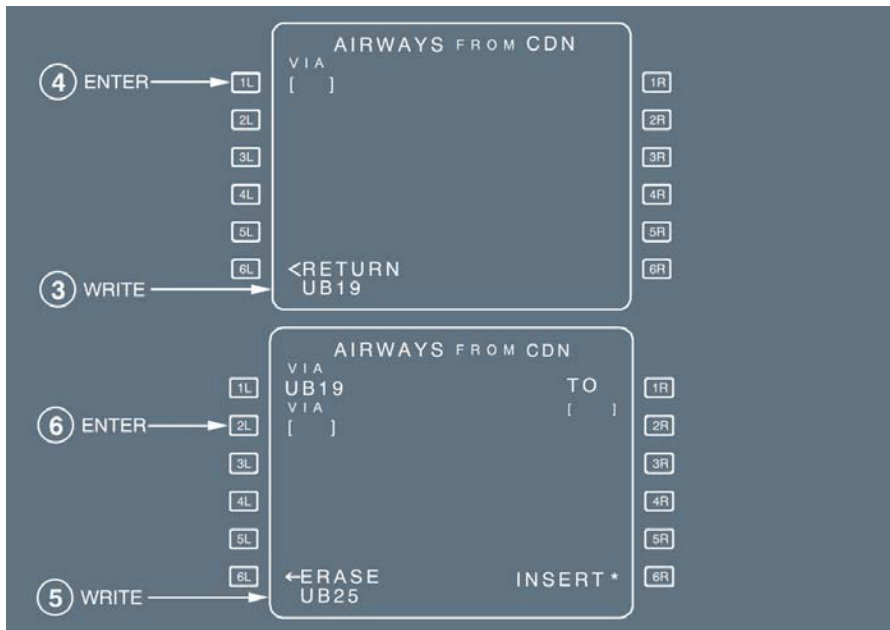 AIRWAYS FROM CDN
VIA
4 ENTER 1L [ ] 1R
2L 2R
3L 3R
4L 4R
5L 5R
6L <RETURN 6R
3 WRITE UB19
AIRWAYS FROM CDN
VIA
1L UB19 TO 1R
VIA [ ]
6 ENTER 2L [ ] 2R
3L 3R
4L 4R
5L 5R
6L ←ERASE INSERT* 6R
5 WRITE UB25